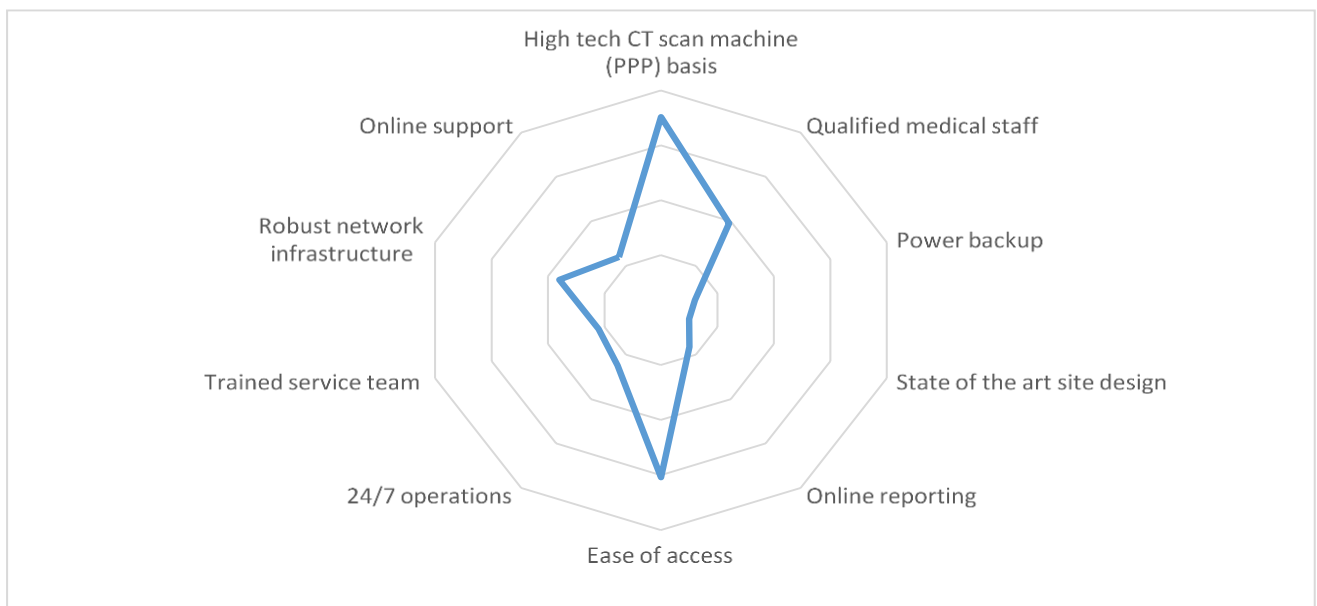 High tech CT scan machine
(PPP) basis
Qualified medical staff
Power backup
State of the art site design
Online reporting
Ease of access
24/7 operations
Trained service team
Robust network
infrastructure
Online support